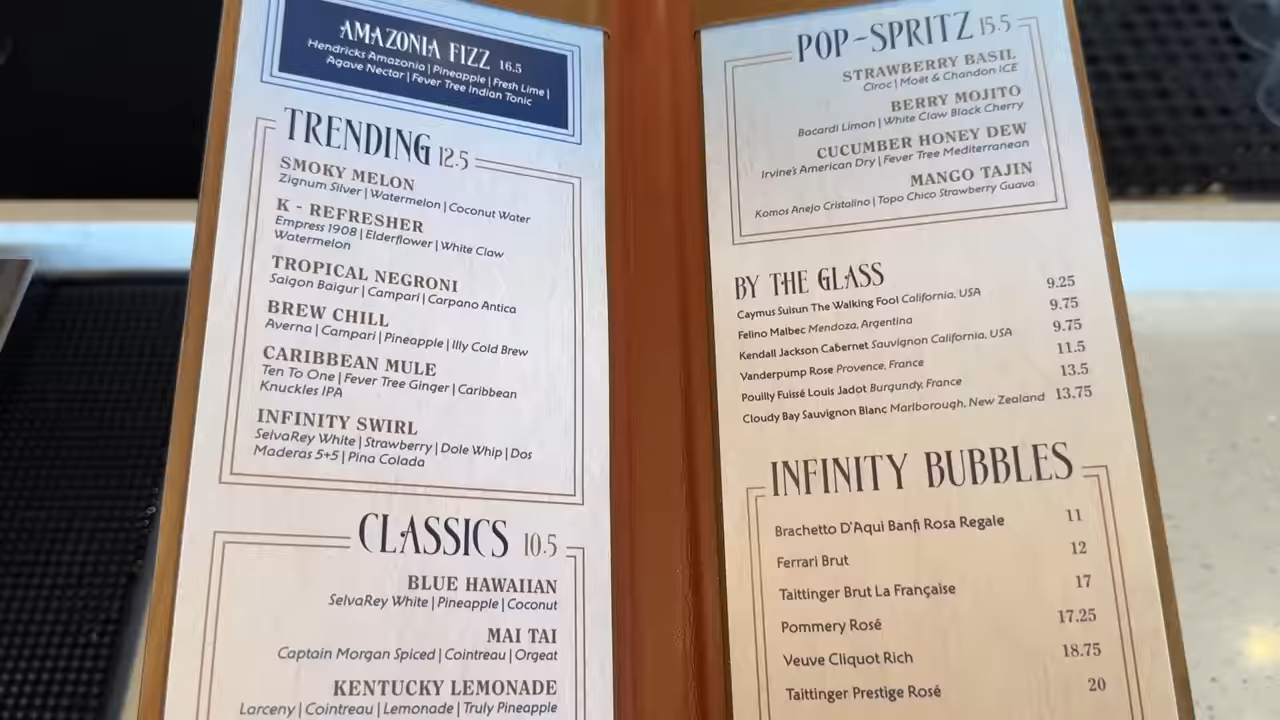 AMAZONIA FIZZ 16.5
Hendricks Amazonia | Pineapple | Fresh Lime |
Agave Nectar | Fever Tree Indian Tonic
TRENDING 12.5
SMOKY MELON
Zignum Silver | Watermelon | Coconut Water
K - REFRESHER
Empress 1908 | Elderflower | White Claw
Watermelon
TROPICAL NEGRONI
Saigon Baigur | Campari | Carpano Antica
BREW CHILL
Averna | Campari | Pineapple | Illy Cold Brew
CARIBBEAN MULE
Ten To One | Fever Tree Ginger | Caribbean
Knuckles IPA
INFINITY SWIRL
SelvaRey White | Strawberry | Dole Whip | Dos
Maderas 5+5 | Pina Colada
CLASSICS 10.5
BLUE HAWAIIAN
SelvaRey White | Pineapple | Coconut
MAI TAI
Captain Morgan Spiced | Cointreau | Orgeat
KENTUCKY LEMONADE
Larceny | Cointreau | Lemonade | Truly Pineapple
POP-SPRITZ 15.5
STRAWBERRY BASIL
Ciroc | Moët & Chandon ICE
BERRY MOJITO
Bacardi Limon | White Claw Black Cherry
CUCUMBER HONEY DEW
Irvine's American Dry | Fever Tree Mediterranean
MANGO TAJIN
Komos Anejo Cristalino | Topo Chico Strawberry Guava
BY THE GLASS
Caymus Suisun The Walking Fool California, USA 9.25
Felino Malbec Mendoza, Argentina 9.75
Kendall Jackson Cabernet Sauvignon California, USA 9.75
Vanderpump Rose Provence, France 11.5
Pouilly Fuissé Louis Jadot Burgundy, France 13.5
Cloudy Bay Sauvignon Blanc Marlborough, New Zealand 13.75
INFINITY BUBBLES
Brachetto D'Aqui Banfi Rosa Regale 11
Ferrari Brut 12
Taittinger Brut La Française 17
Pommery Rosé 17.25
Veuve Cliquot Rich 18.75
Taittinger Prestige Rosé 20